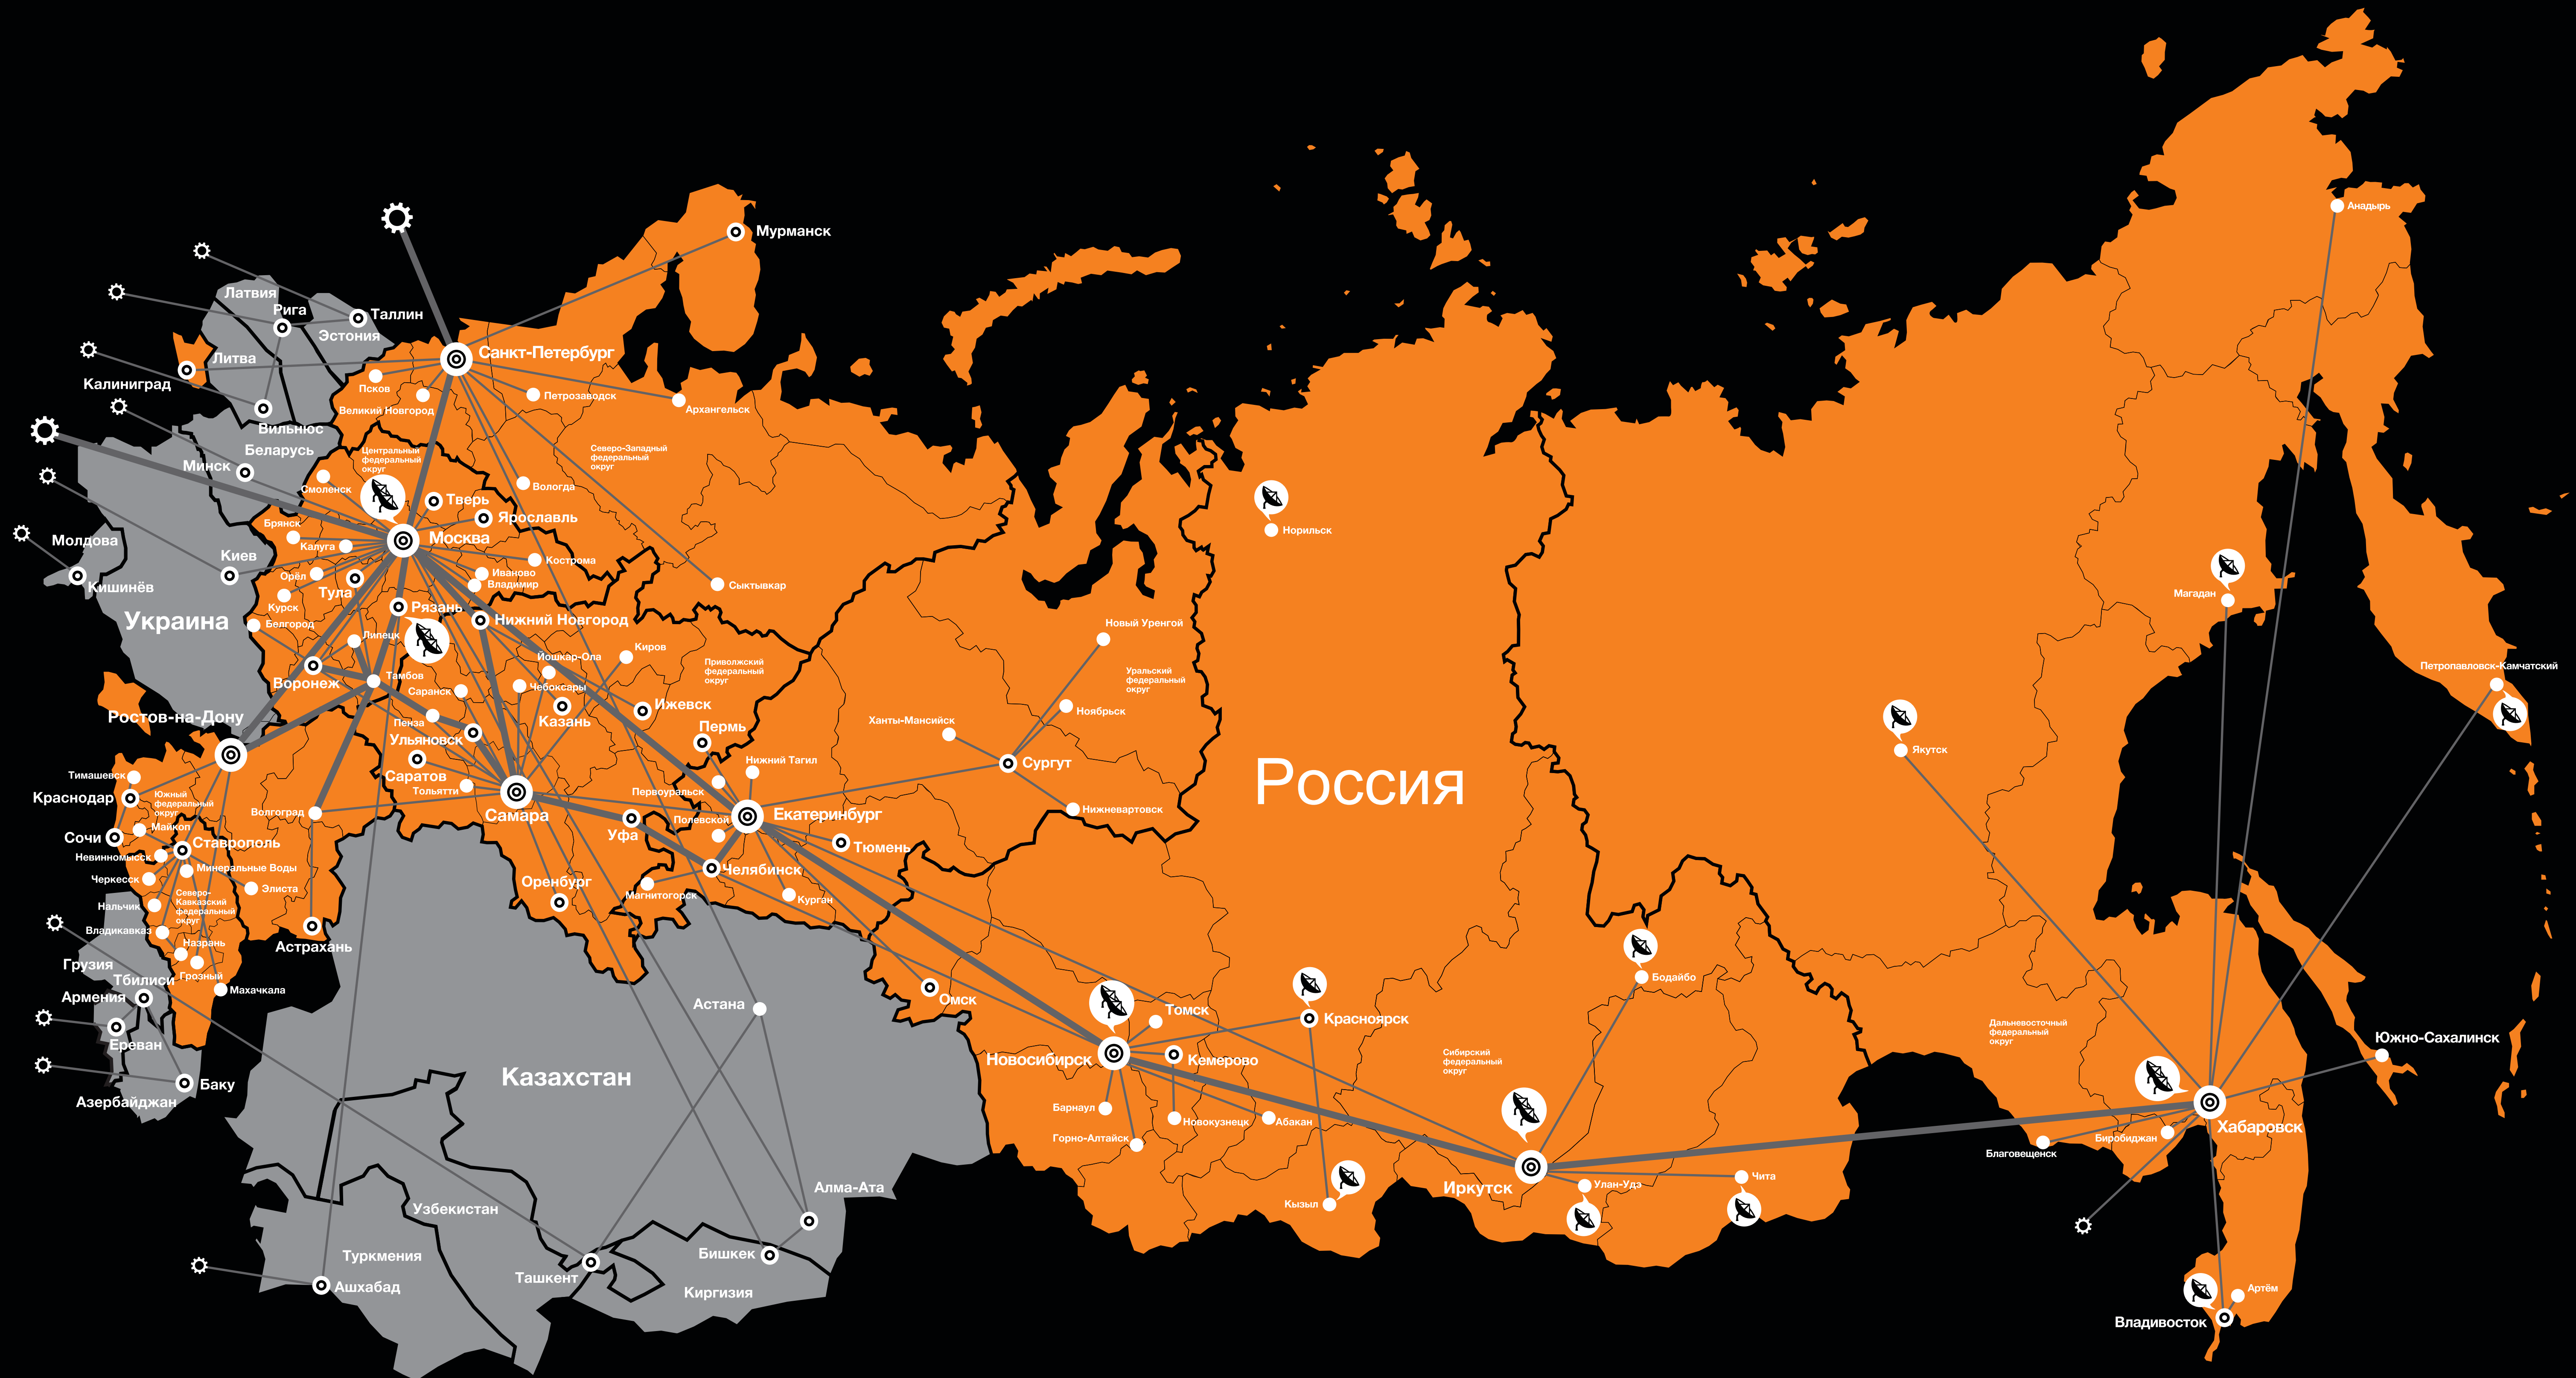 Анадырь
Мурманск
Латвия
Рига
Таллин
Эстония
Литва
Калининград
Санкт-Петербург
Псков
Великий Новгород
Петрозаводск
Архангельск
Вильнюс
Беларусь
Минск
Центральный
федеральный
округ
Северо-Западный
федеральный
округ
Смоленск
Вологда
Тверь
Ярославль
Норильск
Брянск
Калуга
Москва
Молдова
Киев
Кострома
Кишинёв
Орёл
Иваново
Владимир
Сыктывкар
Тула
Курск
Рязань
Магадан
Украина
Белгород
Нижний Новгород
Новый Уренгой
Липецк
Йошкар-Ола
Киров
Приволжский
федеральный
округ
Уральский
федеральный
округ
Петропавловск-Камчатский
Воронеж
Тамбов
Саранск
Чебоксары
Казань
Ижевск
Ноябрьск
Ростов-на-Дону
Пенза
Пермь
Ханты-Мансийск
Ульяновск
Якутск
Нижний Тагил
Сургут
Тимашевск
Саратов
Тольятти
Первоуральск
Россия
Краснодар
Южный
федеральный
округ
Волгоград
Самара
Екатеринбург
Нижневартовск
Сочи
Майкоп
Уфа
Полевской
Ставрополь
Тюмень
Невинномысск
Минеральные Воды
Челябинск
Черкесск
Элиста
Оренбург
Магнитогорск
Курган
Северо-
Кавказский
федеральный
округ
Нальчик
Владикавказ
Назрань
Астрахань
Грузия
Грозный
Тбилиси
Махачкала
Бодайбо
Армения
Астана
Омск
Томск
Красноярск
Ереван
Дальневосточный
федеральный
округ
Южно-Сахалинск
Новосибирск
Кемерово
Сибирский
федеральный
округ
Казахстан
Баку
Азербайджан
Барнаул
Новокузнецк
Абакан
Горно-Алтайск
Хабаровск
Биробиджан
Благовещенск
Алма-Ата
Иркутск
Улан-Удэ
Чита
Кызыл
Узбекистан
Туркмения
Бишкек
Ташкент
Ашхабад
Киргизия
Артём
Владивосток